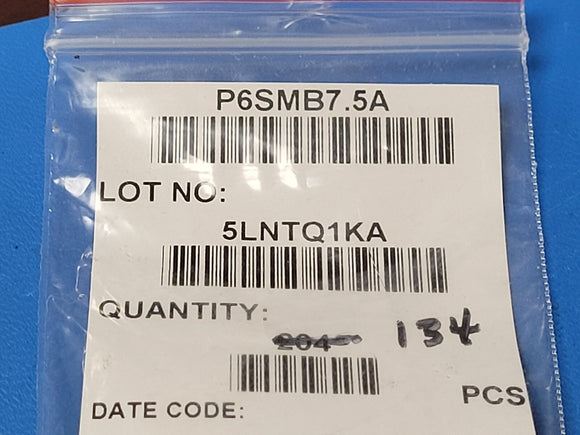 P6SMB7.5A
LOT NO:
5LNTQ1KA
QUANTITY:
204 134
PCS
DATE CODE: